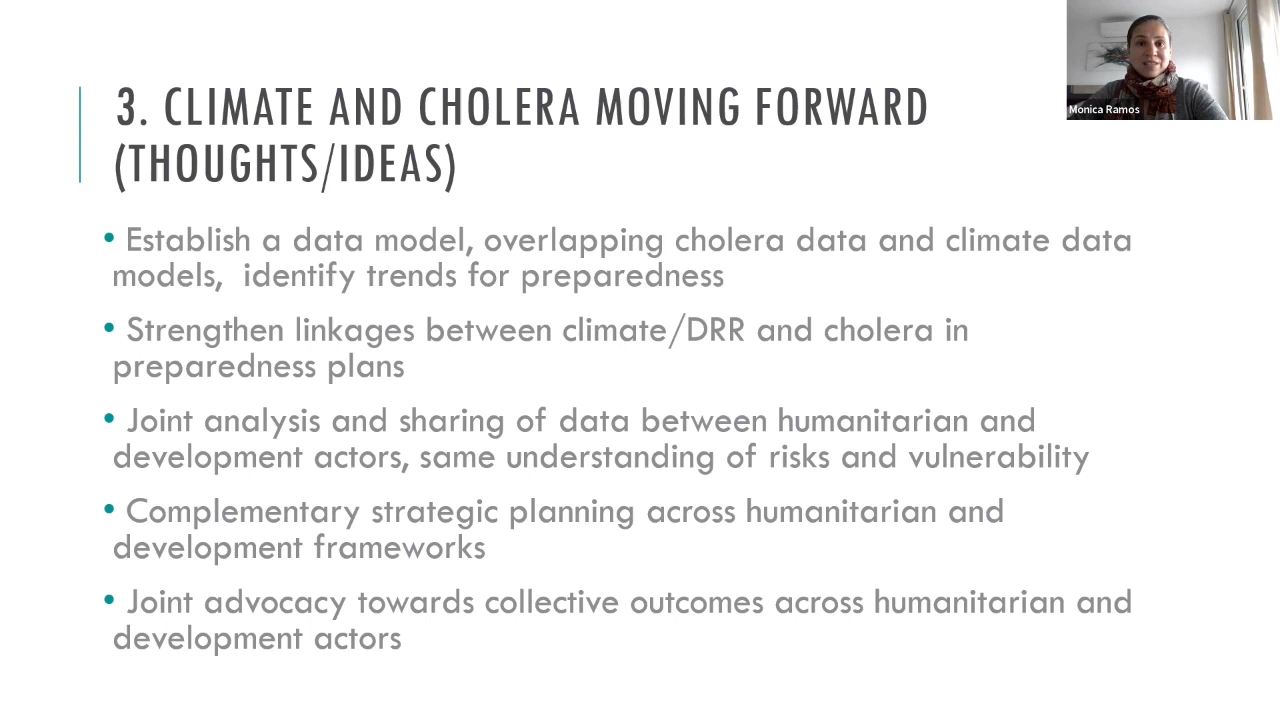 3. CLIMATE AND CHOLERA MOVING FORWARD
(THOUGHTS/IDEAS)
Monica Ramos
• Establish a data model, overlapping cholera data and climate data
models,  identify trends for preparedness
• Strengthen linkages between climate/DRR and cholera in
preparedness plans
• Joint analysis and sharing of data between humanitarian and
development actors, same understanding of risks and vulnerability
• Complementary strategic planning across humanitarian and
development frameworks
• Joint advocacy towards collective outcomes across humanitarian and
development actors